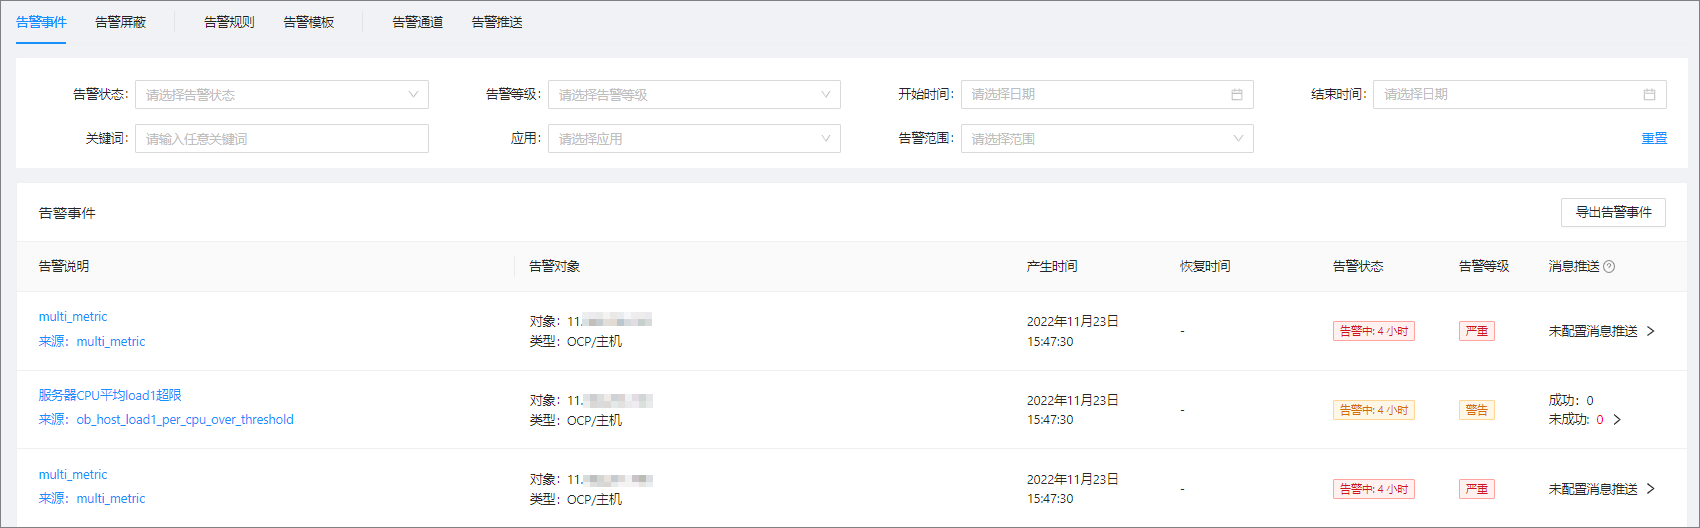 告警事件 告警屏蔽 告警规则 告警模板 告警通道 告警推送
告警状态: 请选择告警状态 告警等级: 请选择告警等级 开始时间: 请选择日期 结束时间: 请选择日期
关键词: 请输入任意关键词 应用: 请选择应用 告警范围: 请选择范围 重置
告警事件 导出告警事件
告警说明 告警对象 产生时间 恢复时间 告警状态 告警等级 消息推送
multi_metric
来源：multi_metric
对象：11.
类型：OCP/主机
2022年11月23日
15:47:30
-
告警中: 4 小时
严重
未配置消息推送
服务器CPU平均load1超限
来源：ob_host_load1_per_cpu_over_threshold
对象：11.
类型：OCP/主机
2022年11月23日
15:47:30
-
告警中: 4 小时
警告
成功：0
未成功: 0
multi_metric
来源：multi_metric
对象：11.
类型：OCP/主机
2022年11月23日
15:47:30
-
告警中: 4 小时
严重
未配置消息推送